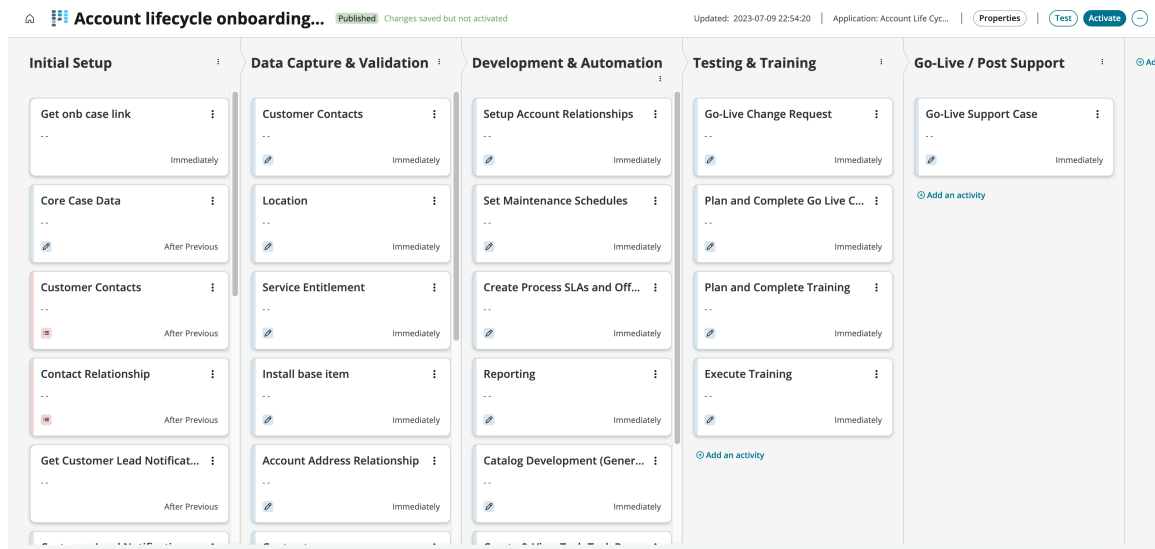 Account lifecycle onboarding... Published Changes saved but not activated Updated: 2023-07-09 22:54:20 Application: Account Life Cyc... Properties Test Activate
Initial Setup
Get onb case link
--
Immediately
Core Case Data
--
After Previous
Customer Contacts
--
After Previous
Contact Relationship
--
After Previous
Get Customer Lead Notificat...
--
After Previous
Data Capture & Validation
Customer Contacts
--
Immediately
Location
--
Immediately
Service Entitlement
--
Immediately
Install base item
--
Immediately
Account Address Relationship
--
Immediately
Development & Automation
Setup Account Relationships
--
Immediately
Set Maintenance Schedules
--
Immediately
Create Process SLAs and Off...
--
Immediately
Reporting
--
Immediately
Catalog Development (Gener...
--
Immediately
Testing & Training
Go-Live Change Request
--
Immediately
Plan and Complete Go Live C...
--
Immediately
Plan and Complete Training
--
Immediately
Execute Training
--
Immediately
Add an activity
Go-Live / Post Support
Go-Live Support Case
--
Immediately
Add an activity
Ad